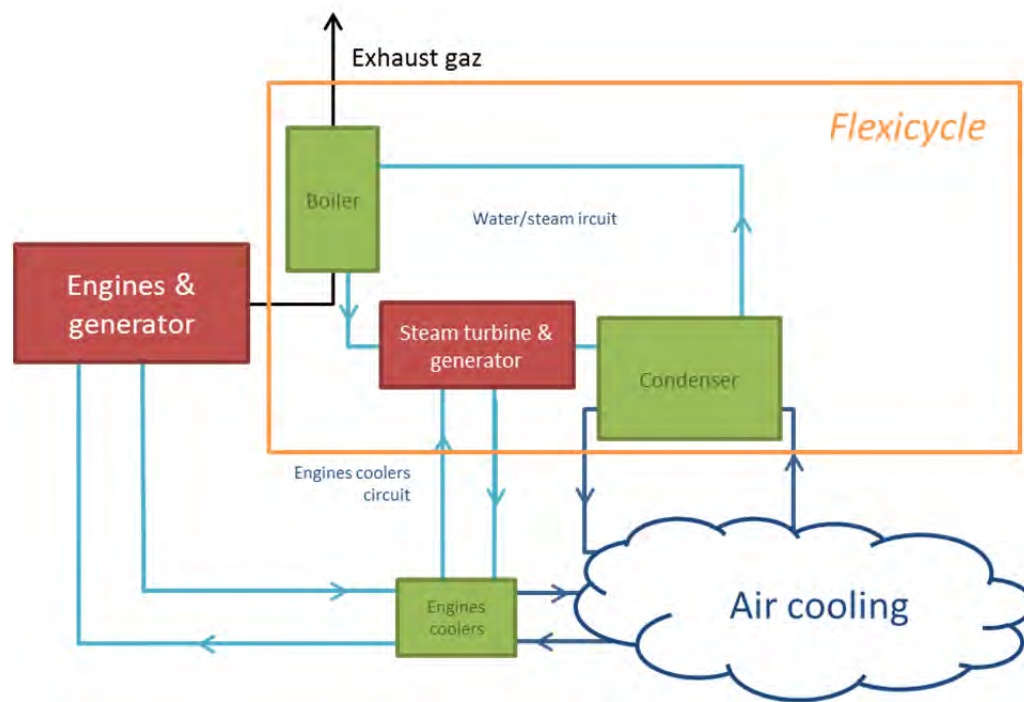 Exhaust gaz
Flexicycle
Boiler
Water/steam ircuit
Engines &
generator
Steam turbine &
generator
Condenser
Engines coolers
circuit
Engines
coolers
Air cooling